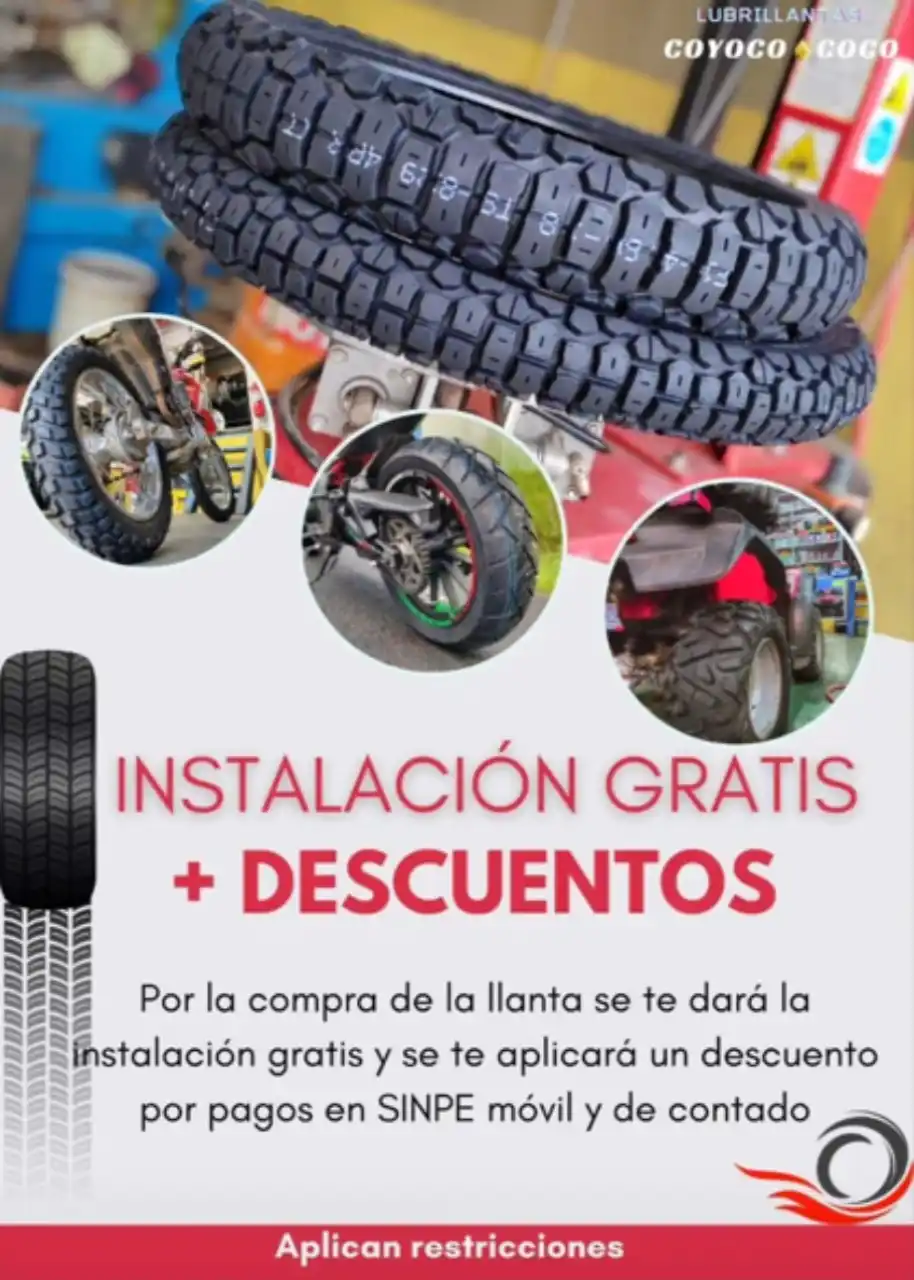 LUBRILLANTAS
COYOCO COCO
INSTALACIÓN GRATIS
+ DESCUENTOS
Por la compra de la llanta se te dará la
instalación gratis y se te aplicará un descuento
por pagos en SINPE móvil y de contado
Aplican restricciones